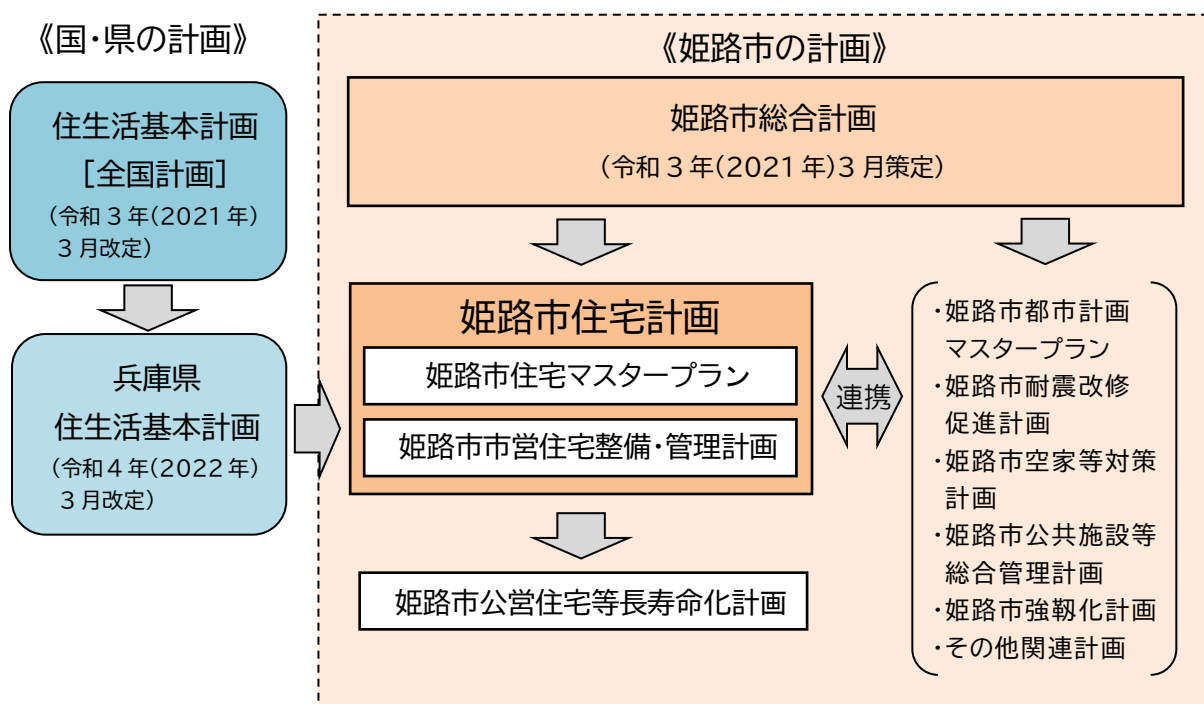 《国・県の計画》
住生活基本計画
［全国計画］
（令和３年(2021年)
３月改定）
兵庫県
住生活基本計画
（令和４年(2022年)
３月改定）
《姫路市の計画》
姫路市総合計画
（令和３年(2021年)３月策定）
姫路市住宅計画
姫路市住宅マスタープラン
姫路市市営住宅整備・管理計画
姫路市公営住宅等長寿命化計画
連携
・姫路市都市計画
マスタープラン
・姫路市耐震改修
促進計画
・姫路市空家等対策
計画
・姫路市公共施設等
総合管理計画
・姫路市強靱化計画
・その他関連計画